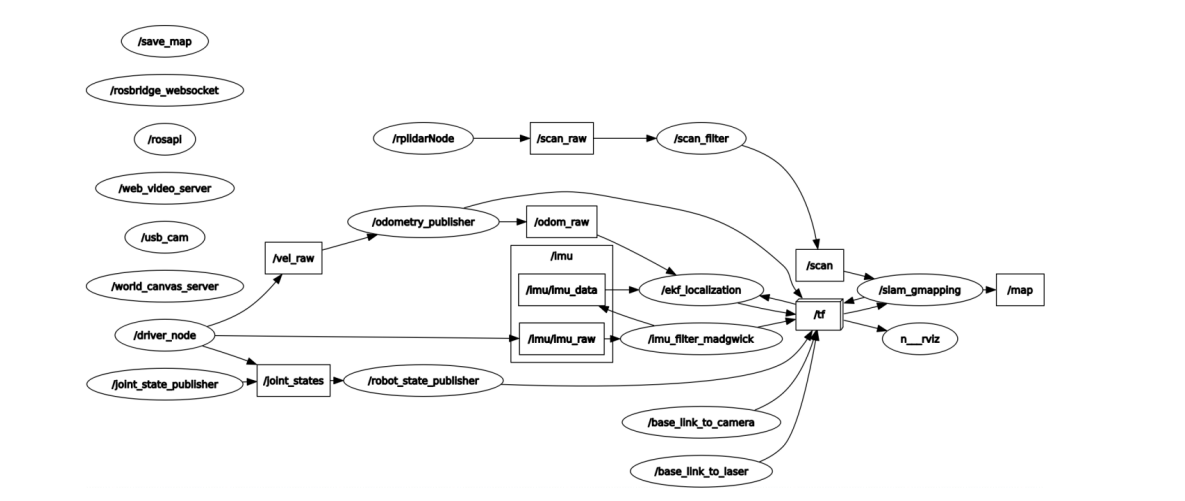 /save_map
/rosbridge_websocket
/rosapi
/web_video_server
/usb_cam
/world_canvas_server
/driver_node
/joint_state_publisher
/vel_raw
/joint_states
/rplidarNode
/scan_raw
/scan_filter
/odometry_publisher
/odom_raw
/imu
/imu/imu_data
/imu/imu_raw
/robot_state_publisher
/ekf_localization
/imu_filter_madgwick
/base_link_to_camera
/base_link_to_laser
/scan
/tf
/slam_gmapping
n__rviz
/map